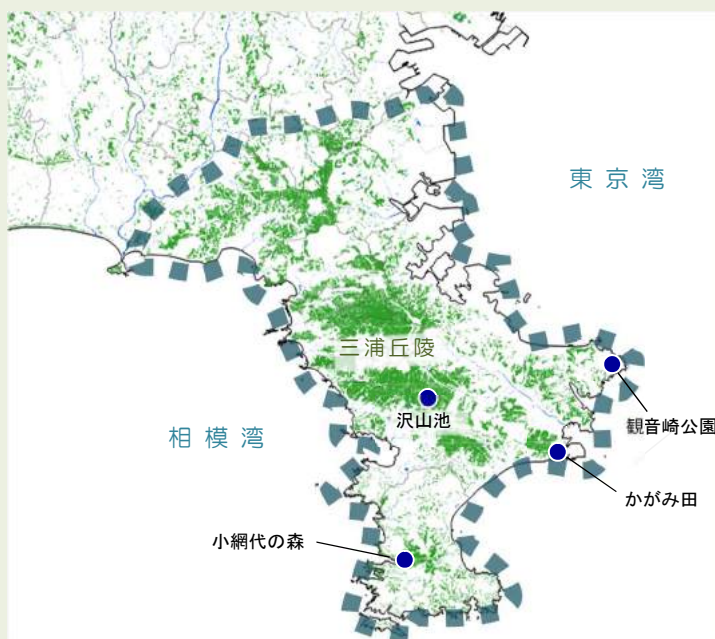 東京湾
三浦丘陵
沢山池
観音崎公園
相模湾
かがみ田
小網代の森